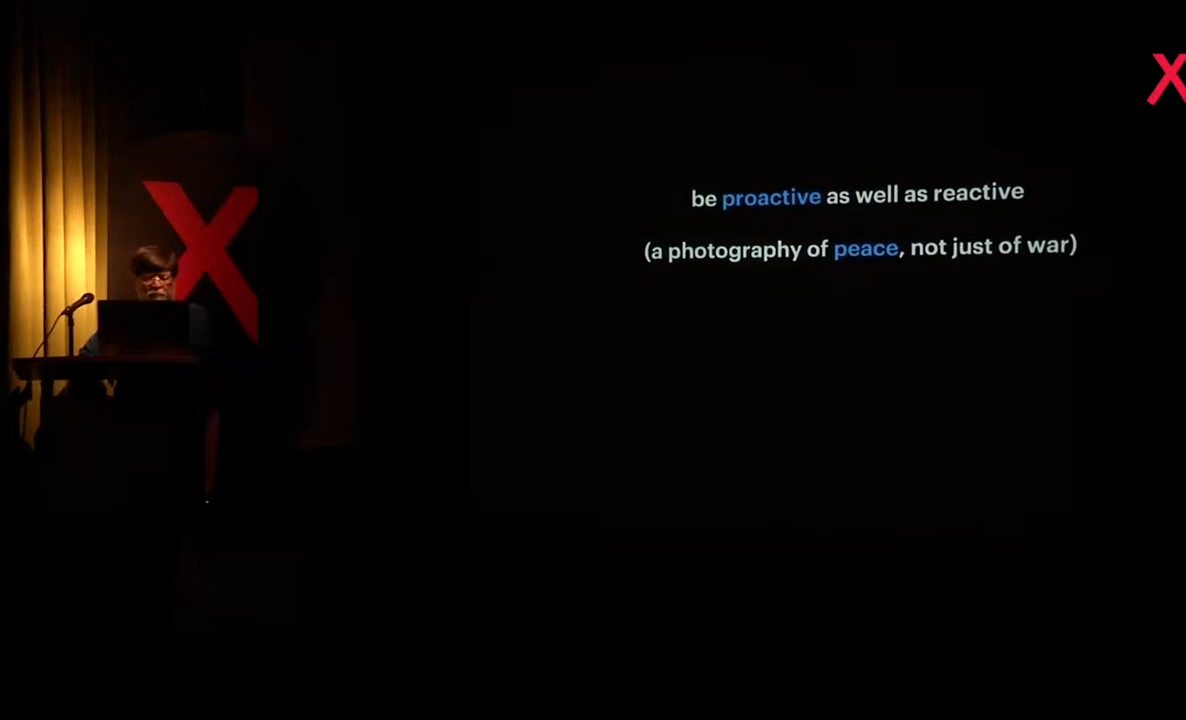 X
X
be proactive as well as reactive
(a photography of peace, not just of war)